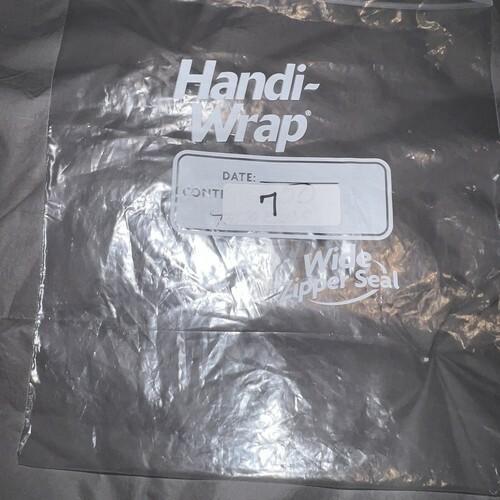 Handi-
Wrap®
DATE:
CONT
7
Wide
Zipper Seal